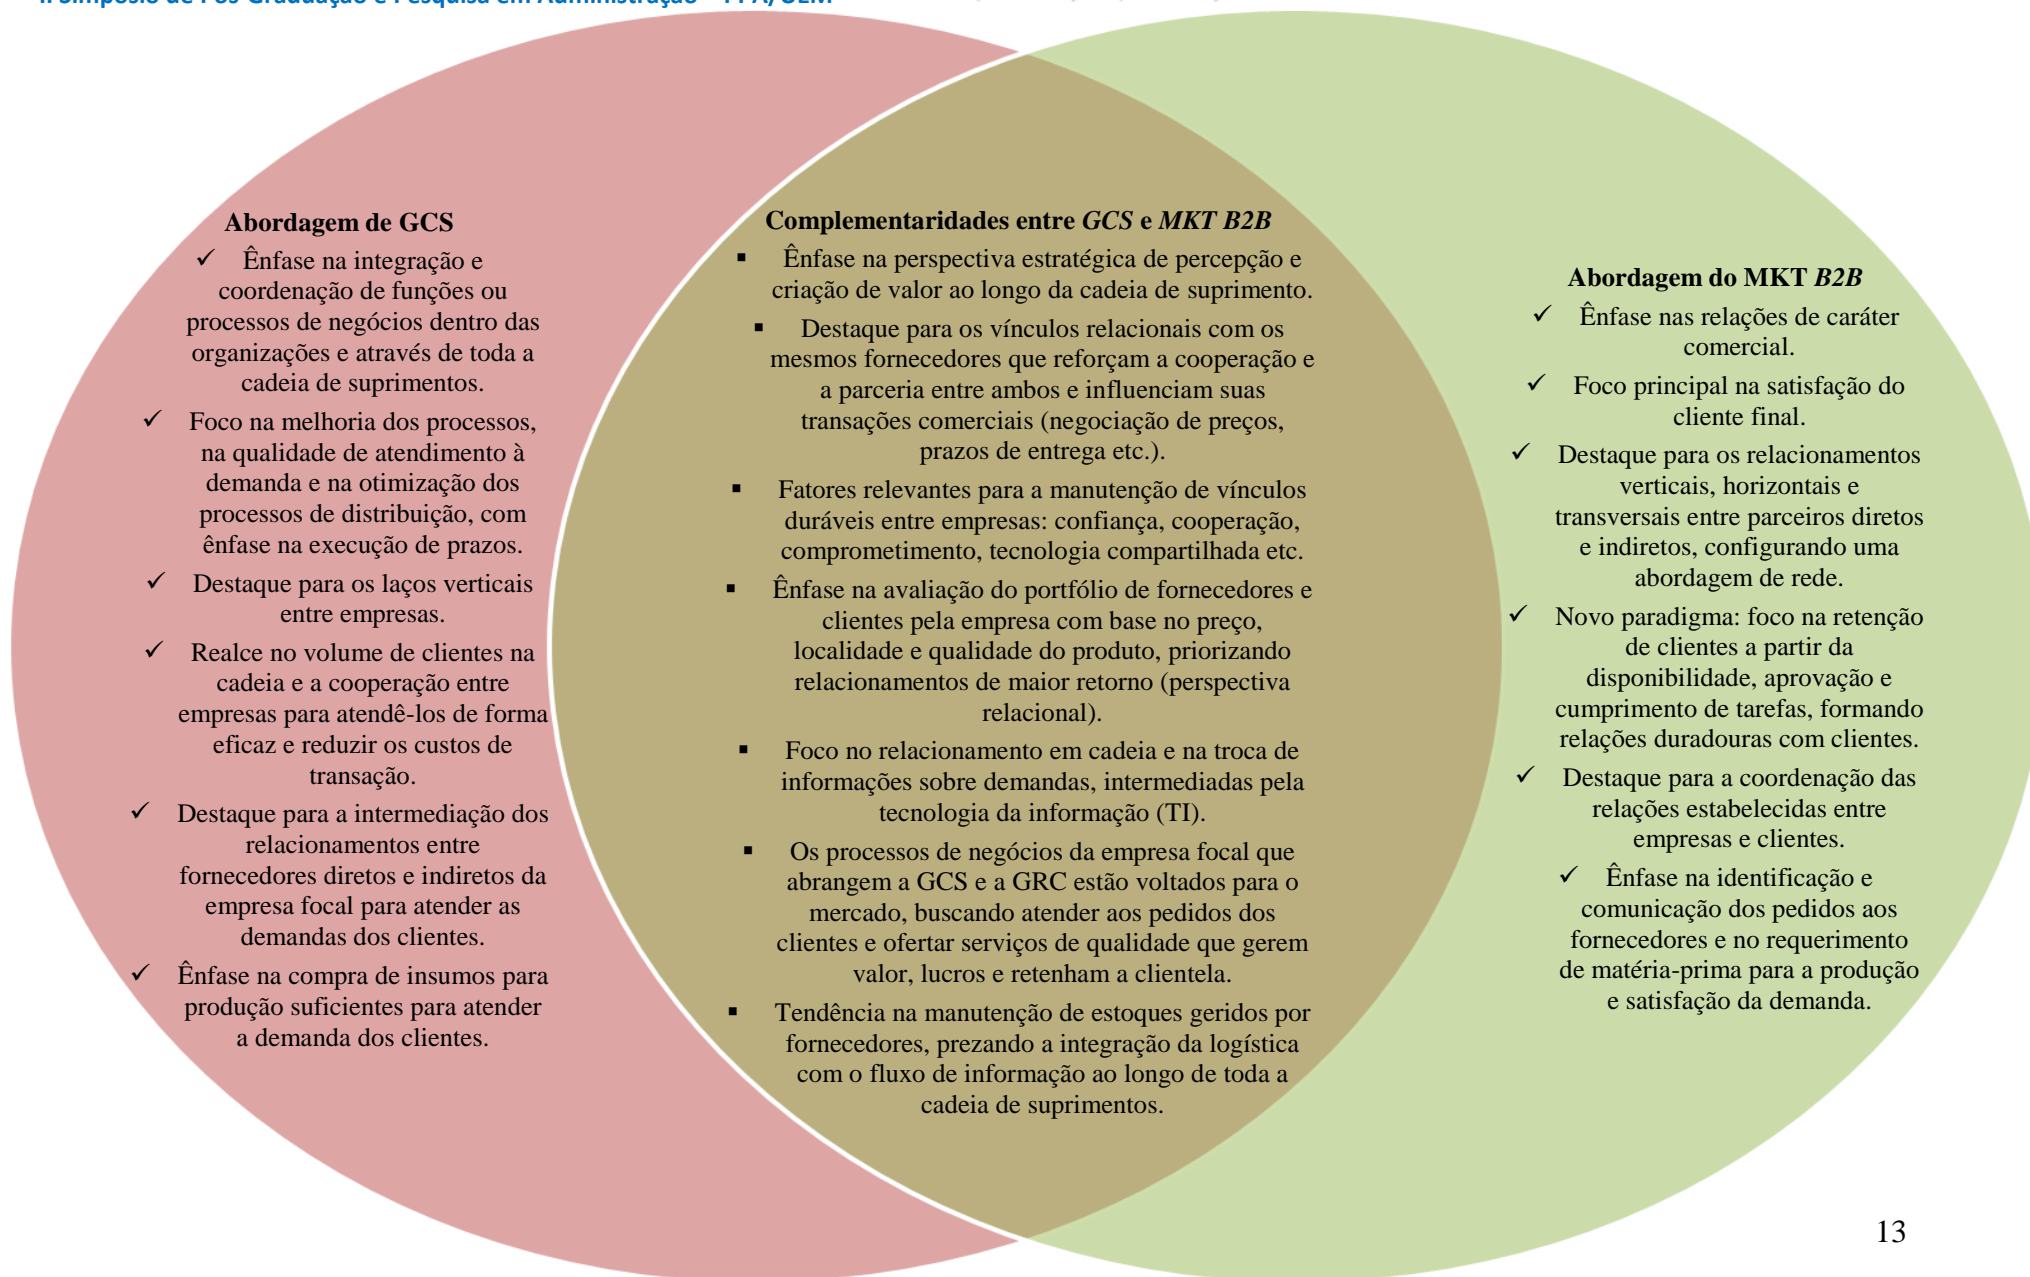 II Simpósio de Pós-Graduação e Pesquisa em Administração – PPA/UEM
Abordagem de GCS
✓ Ênfase na integração e
coordenação de funções ou
processos de negócios dentro das
organizações e através de toda a
cadeia de suprimentos.
✓ Foco na melhoria dos processos,
na qualidade de atendimento à
demanda e na otimização dos
processos de distribuição, com
ênfase na execução de prazos.
✓ Destaque para os laços verticais
entre empresas.
✓ Realce no volume de clientes na
cadeia e a cooperação entre
empresas para atendê-los de forma
eficaz e reduzir os custos de
transação.
✓ Destaque para a intermediação dos
relacionamentos entre
fornecedores diretos e indiretos da
empresa focal para atender as
demandas dos clientes.
✓ Ênfase na compra de insumos para
produção suficientes para atender
a demanda dos clientes.
Complementaridades entre GCS e MKT B2B
▪ Ênfase na perspectiva estratégica de percepção e
criação de valor ao longo da cadeia de suprimento.
▪ Destaque para os vínculos relacionais com os
mesmos fornecedores que reforçam a cooperação e
a parceria entre ambos e influenciam suas
transações comerciais (negociação de preços,
prazos de entrega etc.).
▪ Fatores relevantes para a manutenção de vínculos
duráveis entre empresas: confiança, cooperação,
comprometimento, tecnologia compartilhada etc.
▪ Ênfase na avaliação do portfólio de fornecedores e
clientes pela empresa com base no preço,
localidade e qualidade do produto, priorizando
relacionamentos de maior retorno (perspectiva
relacional).
▪ Foco no relacionamento em cadeia e na troca de
informações sobre demandas, intermediadas pela
tecnologia da informação (TI).
▪ Os processos de negócios da empresa focal que
abrangem a GCS e a GRC estão voltados para o
mercado, buscando atender aos pedidos dos
clientes e ofertar serviços de qualidade que gerem
valor, lucros e retenham a clientela.
▪ Tendência na manutenção de estoques geridos por
fornecedores, prezando a integração da logística
com o fluxo de informação ao longo de toda a
cadeia de suprimentos.
Abordagem do MKT B2B
✓ Ênfase nas relações de caráter
comercial.
✓ Foco principal na satisfação do
cliente final.
✓ Destaque para os relacionamentos
verticais, horizontais e
transversais entre parceiros diretos
e indiretos, configurando uma
abordagem de rede.
✓ Novo paradigma: foco na retenção
de clientes a partir da
disponibilidade, aprovação e
cumprimento de tarefas, formando
relações duradouras com clientes.
✓ Destaque para a coordenação das
relações estabelecidas entre
empresas e clientes.
✓ Ênfase na identificação e
comunicação dos pedidos aos
fornecedores e no requerimento
de matéria-prima para a produção
e satisfação da demanda.
13